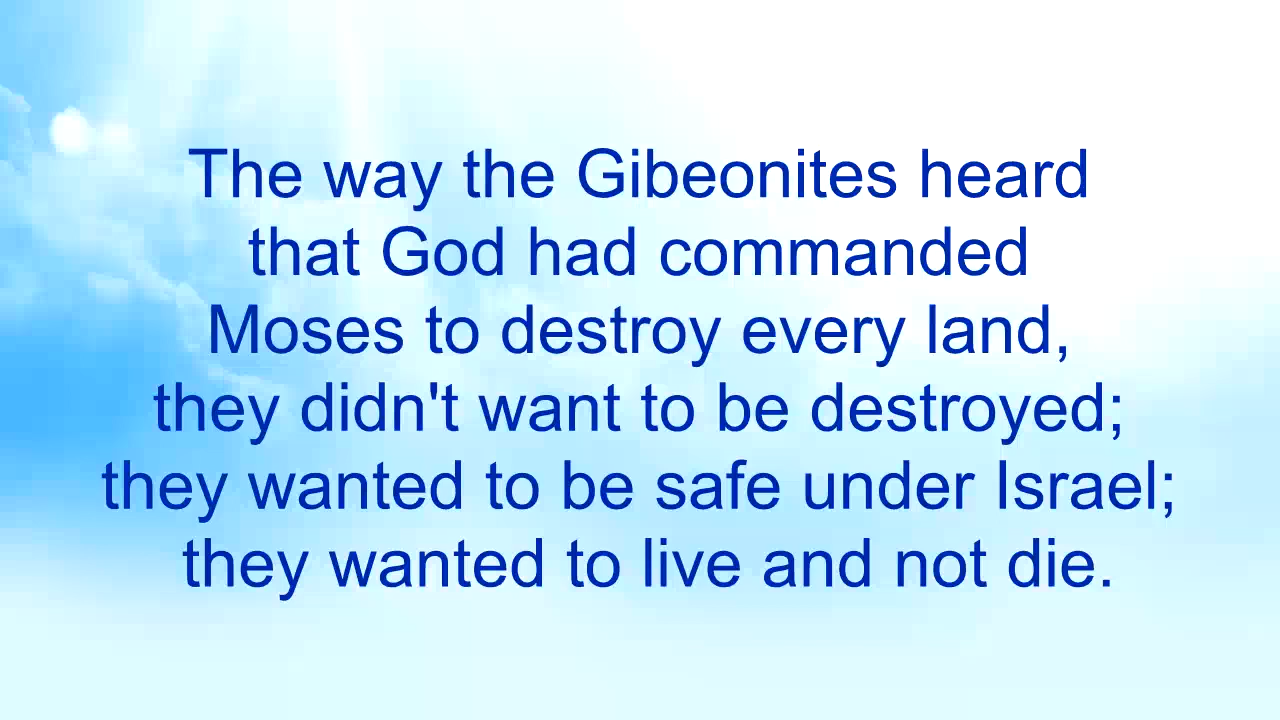 The way the Gibeonites heard
that God had commanded
Moses to destroy every land,
they didn't want to be destroyed;
they wanted to be safe under Israel;
they wanted to live and not die.